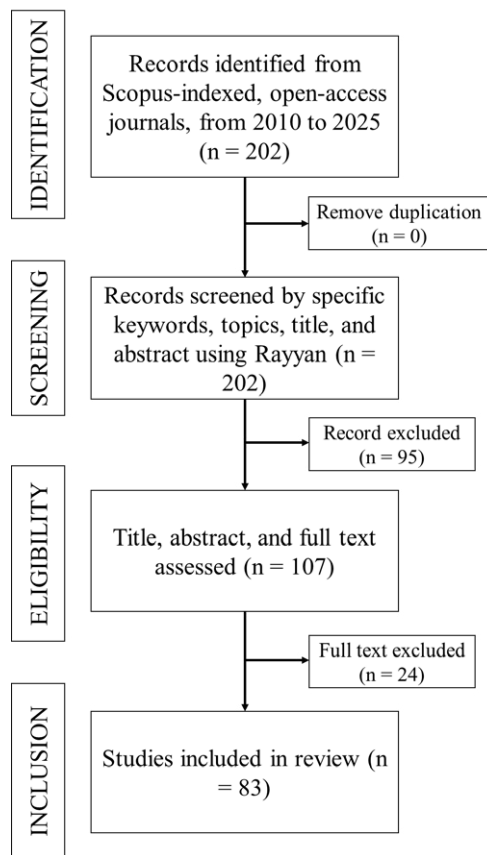 IDENTIFICATION
Records identified from
Scopus-indexed, open-access
journals, from 2010 to 2025
(n = 202)
Remove duplication
(n = 0)
SCREENING
Records screened by specific
keywords, topics, title, and
abstract using Rayyan (n =
202)
Record excluded
(n = 95)
ELIGIBILITY
Title, abstract, and full text
assessed (n = 107)
Full text excluded
(n = 24)
INCLUSION
Studies included in review (n
= 83)